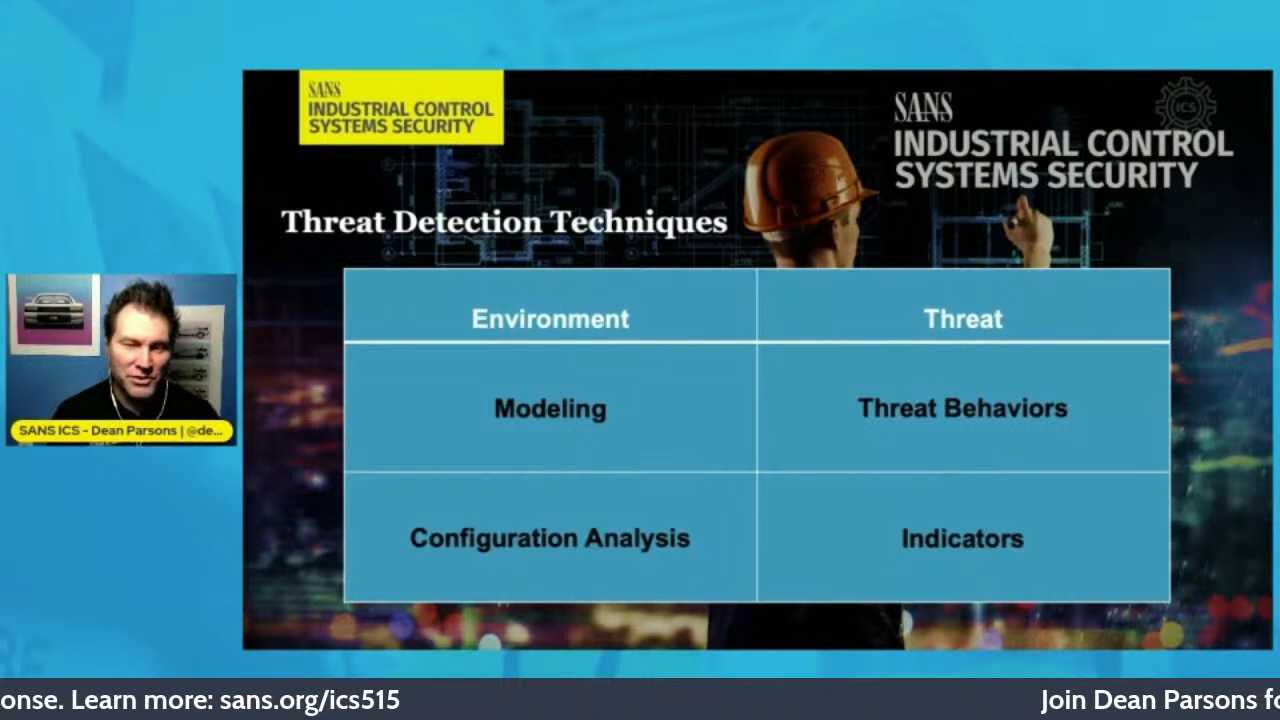 SANS
INDUSTRIAL CONTROL
SYSTEMS SECURITY
SANS
ICS
INDUSTRIAL CONTROL
SYSTEMS SECURITY
Threat Detection Techniques
Environment
Threat
Modeling
Threat Behaviors
Configuration Analysis
Indicators
SANS ICS - Dean Parsons | @de...
onse. Learn more: sans.org/ics515
Join Dean Parsons fo